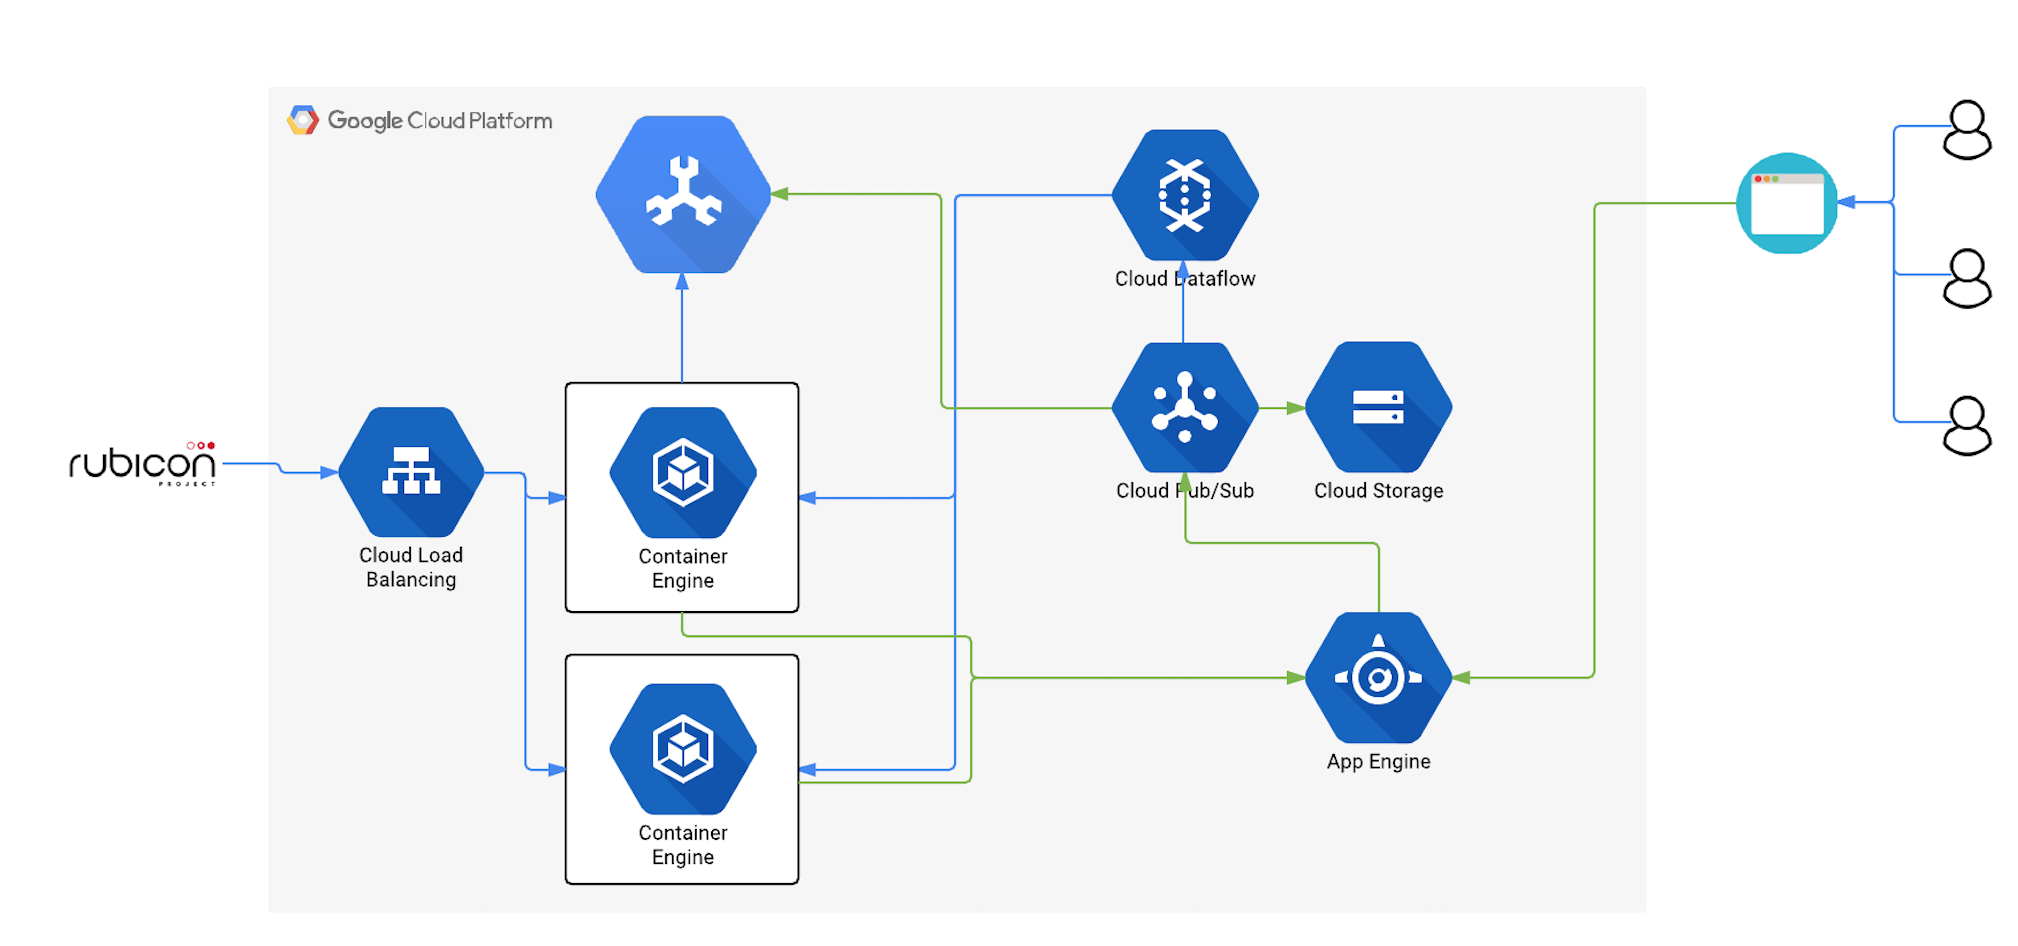 Google Cloud Platform
Cloud Dataflow
rubicon
PROJECT
Cloud Load
Balancing
Container
Engine
Cloud Pub/Sub
Cloud Storage
Container
Engine
App Engine